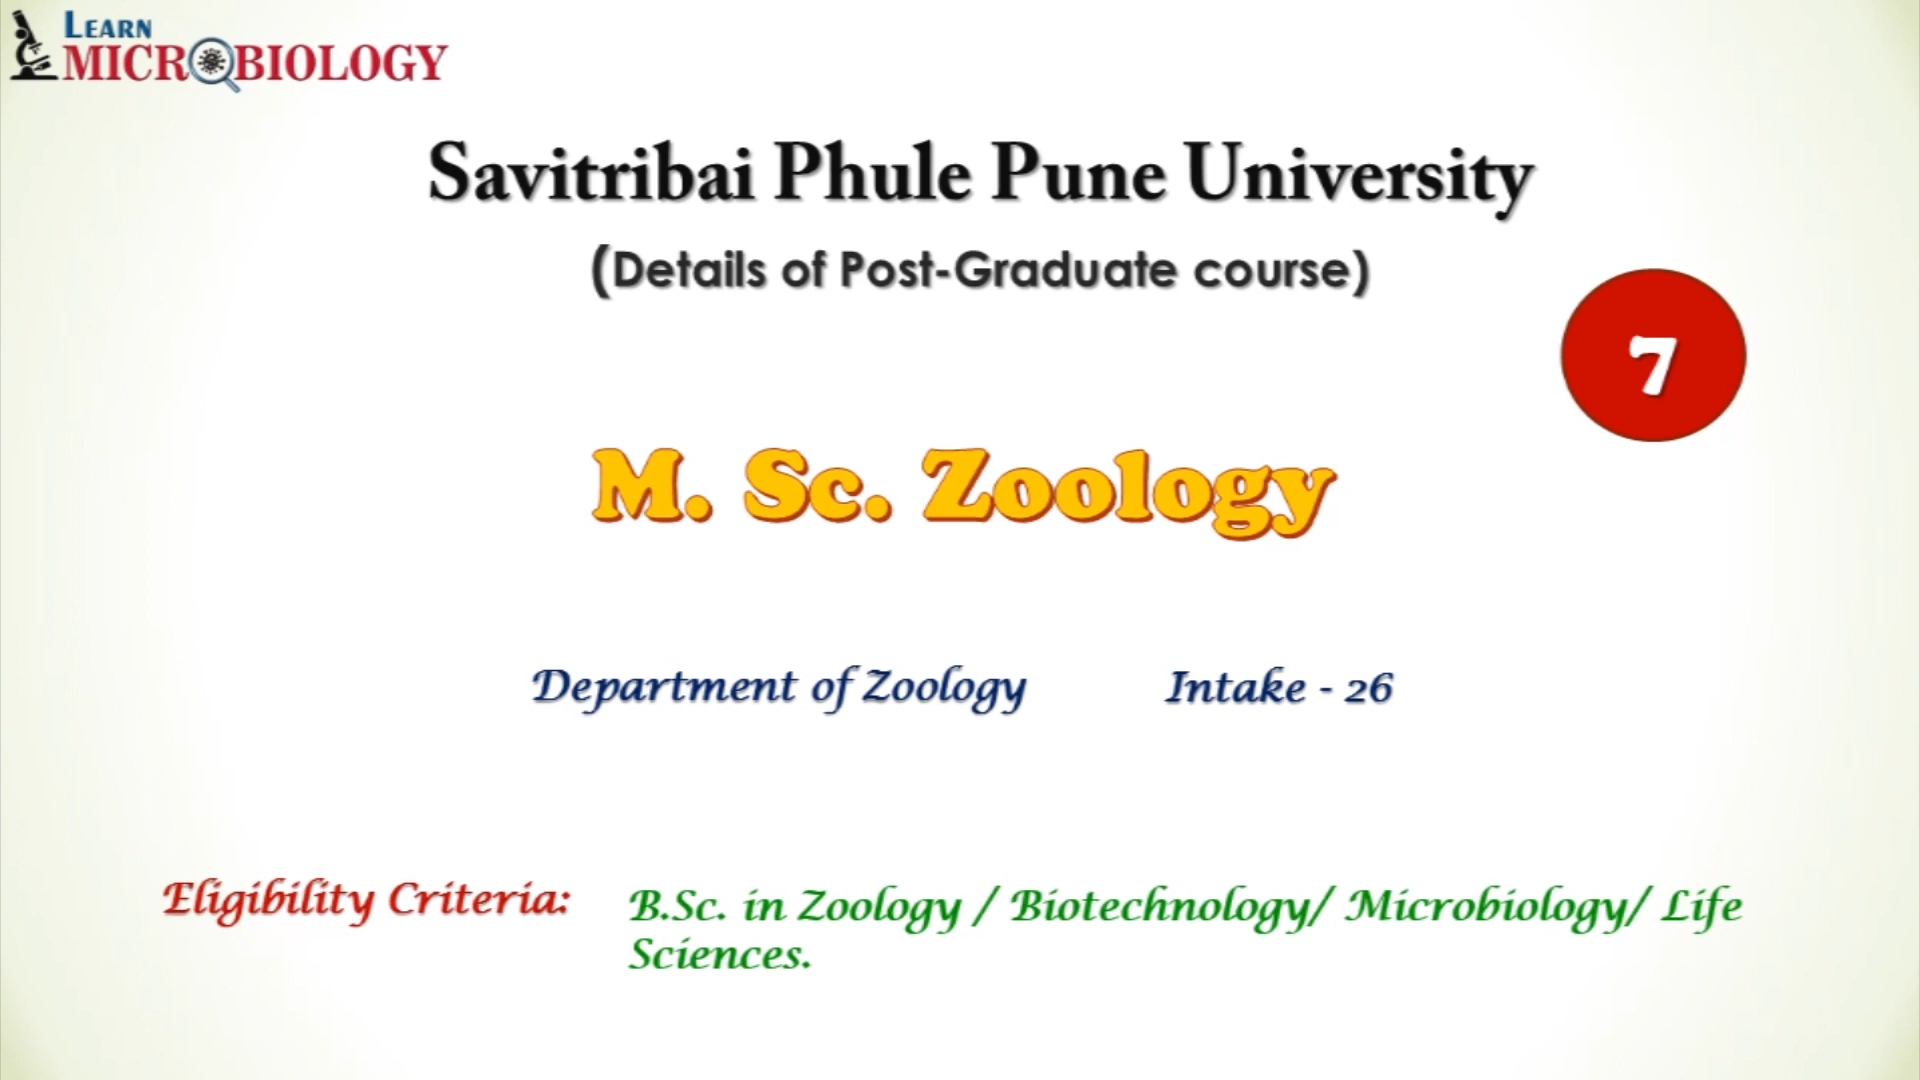 LEARN
MICROBIOLOGY
Savitribai Phule Pune University
(Details of Post-Graduate course)
7
M. Sc. Zoology
Department of Zoology Intake - 26
Eligibility Criteria: B.Sc. in Zoology / Biotechnology/ Microbiology/ Life
Sciences.